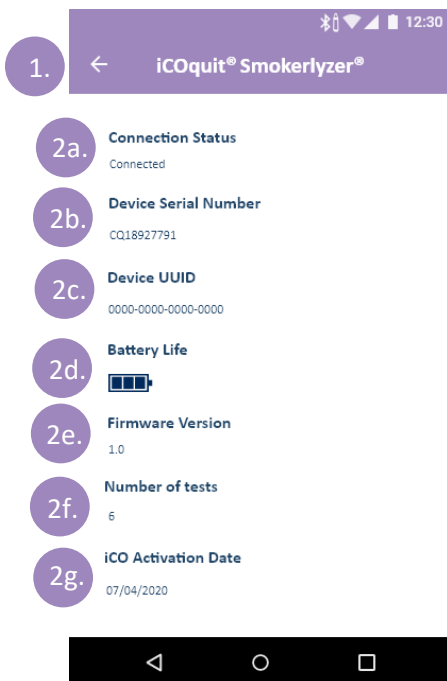 12:30
1.
iCOquit® Smokerlyzer®
2a.
Connection Status
Connected
2b.
Device Serial Number
CQ18927791
2c.
Device UUID
0000-0000-0000-0000
2d.
Battery Life
2e.
Firmware Version
1.0
2f.
Number of tests
6
2g.
iCO Activation Date
07/04/2020